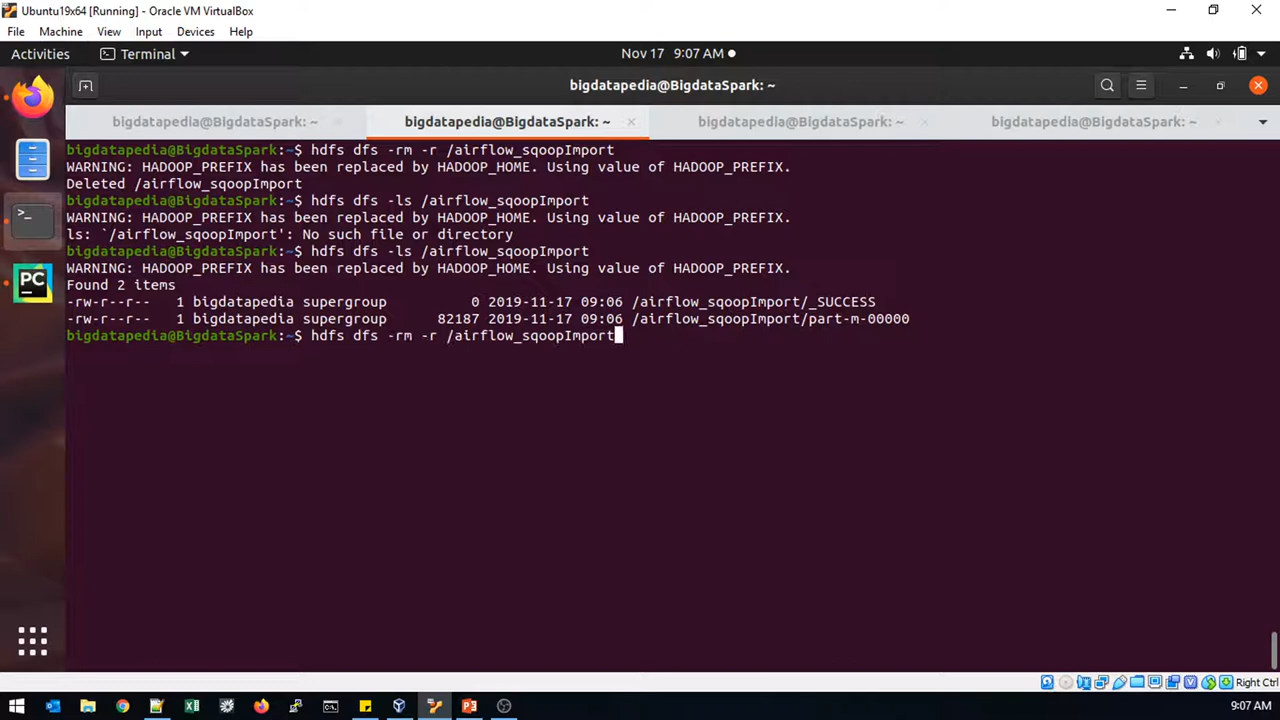 Ubuntu19x64 [Running] - Oracle VM VirtualBox
File Machine View Input Devices Help
Activities Terminal Nov 17 9:07 AM
bigdatapedia@BigdataSpark: ~
bigdatapedia@BigdataSpark: ~ bigdatapedia@BigdataSpark: ~ bigdatapedia@BigdataSpark: ~ bigdatapedia@BigdataSpark: ~
bigdatapedia@BigdataSpark:~$ hdfs dfs -rm -r /airflow_sqoopImport
WARNING: HADOOP_PREFIX has been replaced by HADOOP_HOME. Using value of HADOOP_PREFIX.
Deleted /airflow_sqoopImport
bigdatapedia@BigdataSpark:~$ hdfs dfs -ls /airflow_sqoopImport
WARNING: HADOOP_PREFIX has been replaced by HADOOP_HOME. Using value of HADOOP_PREFIX.
ls: `/airflow_sqoopImport': No such file or directory
bigdatapedia@BigdataSpark:~$ hdfs dfs -ls /airflow_sqoopImport
WARNING: HADOOP_PREFIX has been replaced by HADOOP_HOME. Using value of HADOOP_PREFIX.
Found 2 items
-rw-r--r-- 1 bigdatapedia supergroup 0 2019-11-17 09:06 /airflow_sqoopImport/_SUCCESS
-rw-r--r-- 1 bigdatapedia supergroup 82187 2019-11-17 09:06 /airflow_sqoopImport/part-m-00000
bigdatapedia@BigdataSpark:~$ hdfs dfs -rm -r /airflow_sqoopImport
PC
Right Ctrl
9:07 AM